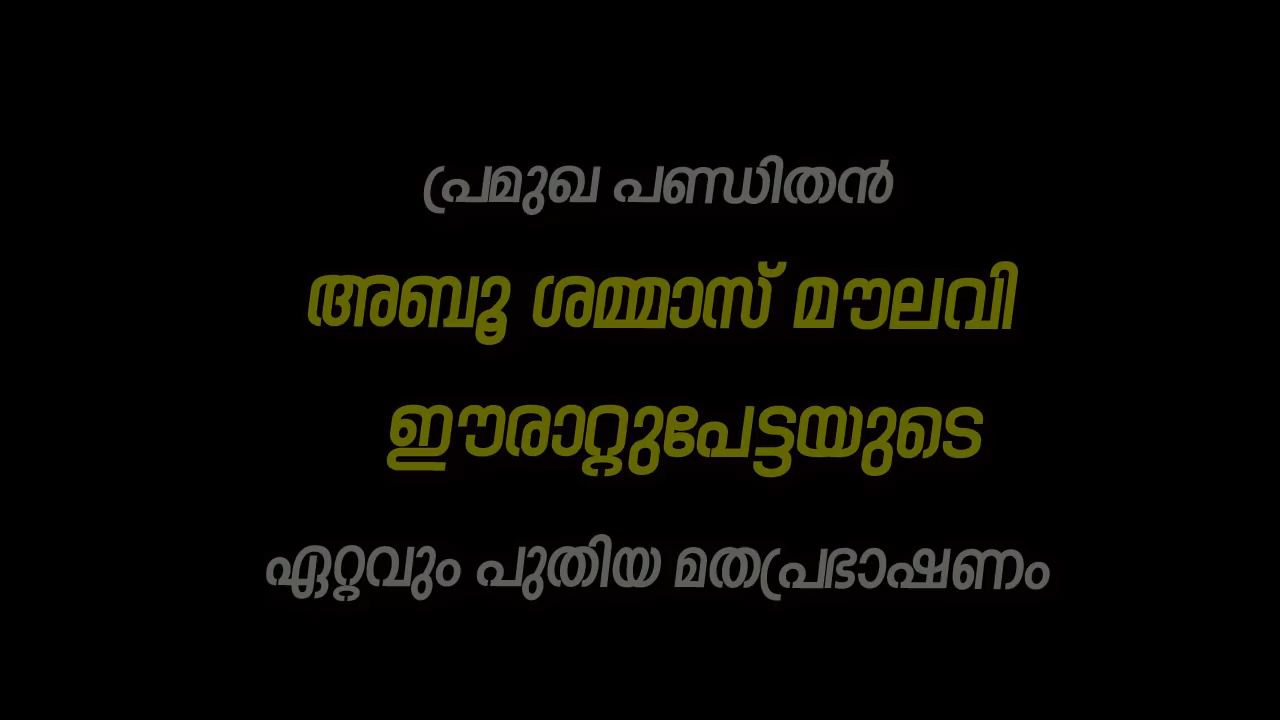 പ്രമുഖ പണ്ഡിതൻ
അബൂ ശമ്മാസ് മൗലവി
ഈരാറ്റുപേട്ടയുടെ
ഏറ്റവും പുതിയ മതപ്രഭാഷണം